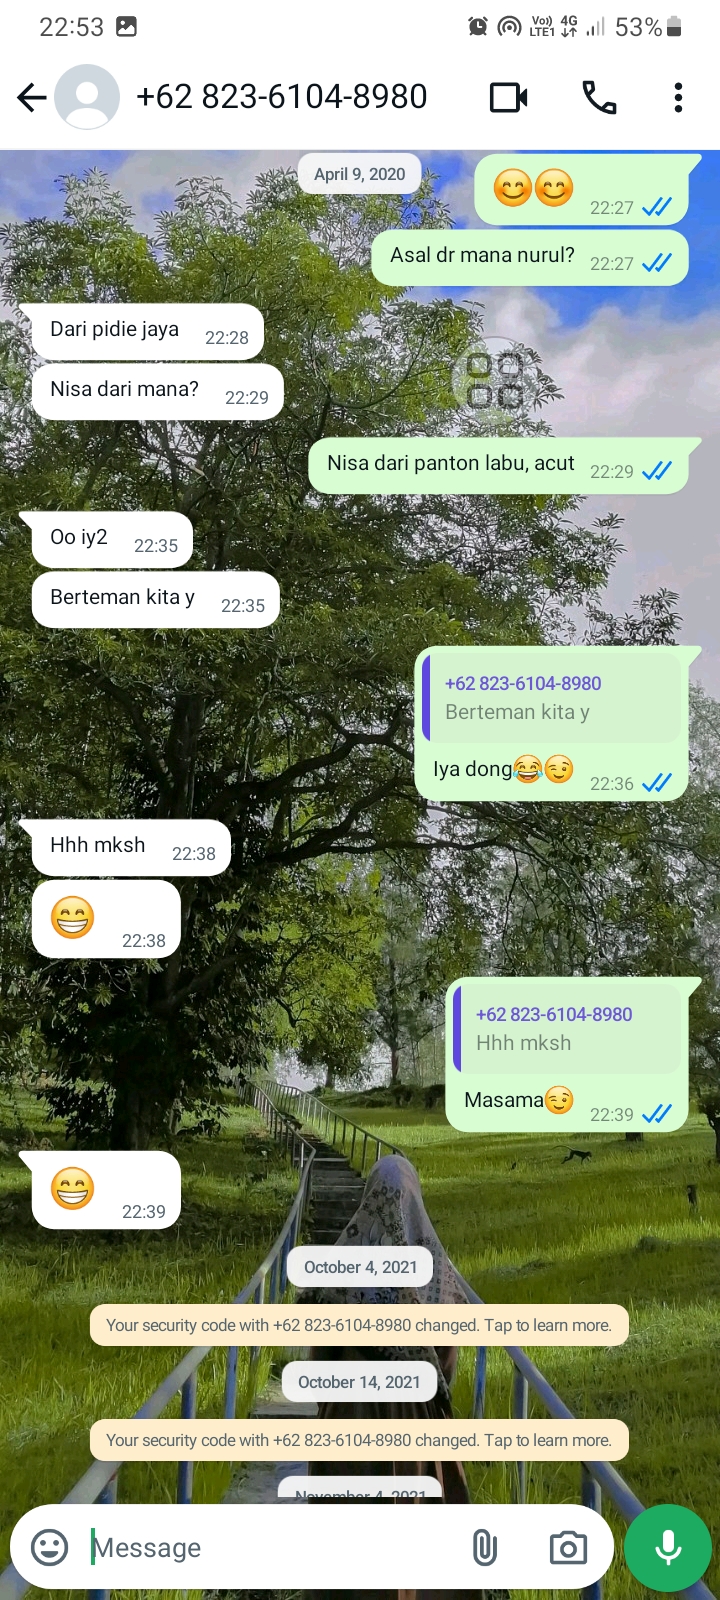 22:53
Vo))
LTE1
4G
53%
+62 823-6104-8980
April 9, 2020
😊😊 22:27
Asal dr mana nurul? 22:27
Dari pidie jaya 22:28
Nisa dari mana? 22:29
Nisa dari panton labu, acut 22:29
Oo iy2 22:35
Berteman kita y 22:35
+62 823-6104-8980
Berteman kita y
Iya dong😂😉 22:36
Hhh mksh 22:38
😁 22:38
+62 823-6104-8980
Hhh mksh
Masama😉 22:39
😁 22:39
October 4, 2021
Your security code with +62 823-6104-8980 changed. Tap to learn more.
October 14, 2021
Your security code with +62 823-6104-8980 changed. Tap to learn more.
November 4, 2021
Message